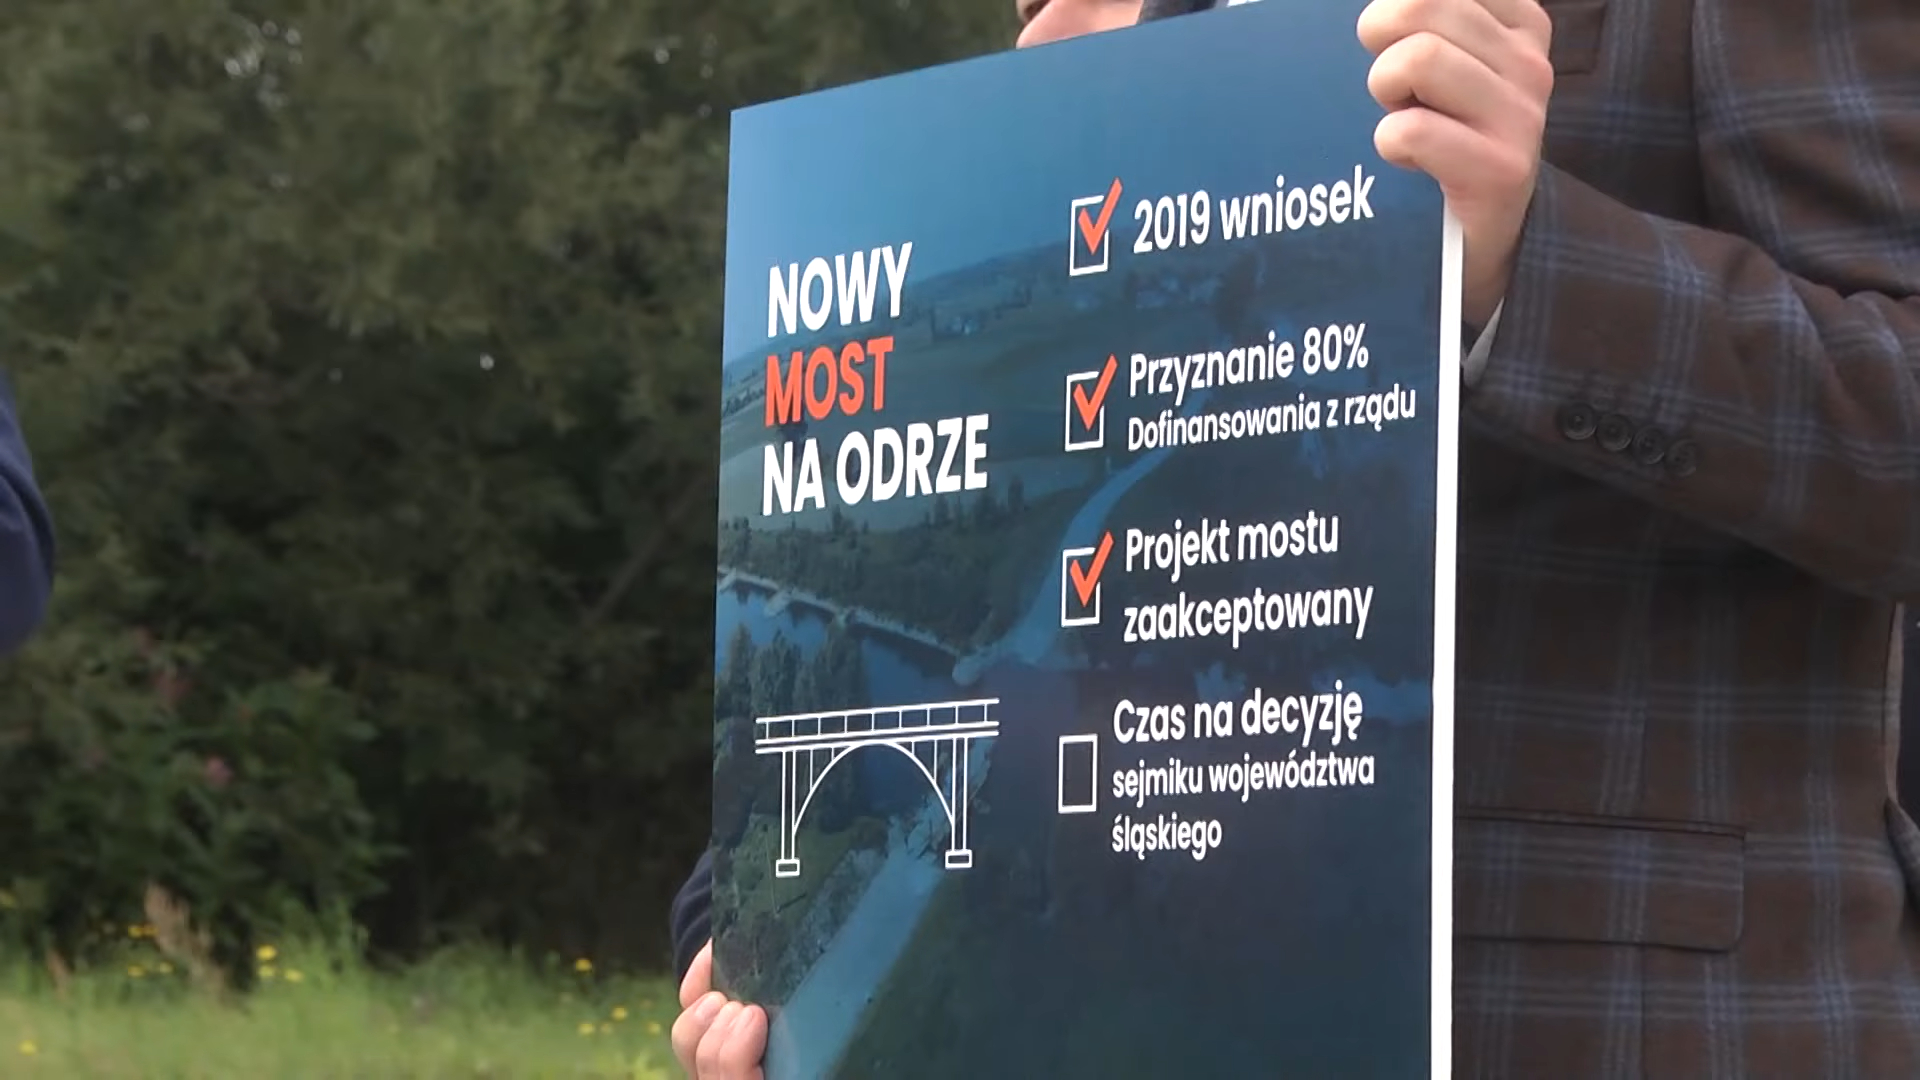 NOWY
MOST
NA ODRZE
2019 wniosek
Przyznanie 80%
Dofinansowania z rządu
Projekt mostu
zaakceptowany
Czas na decyzję
sejmiku województwa
śląskiego